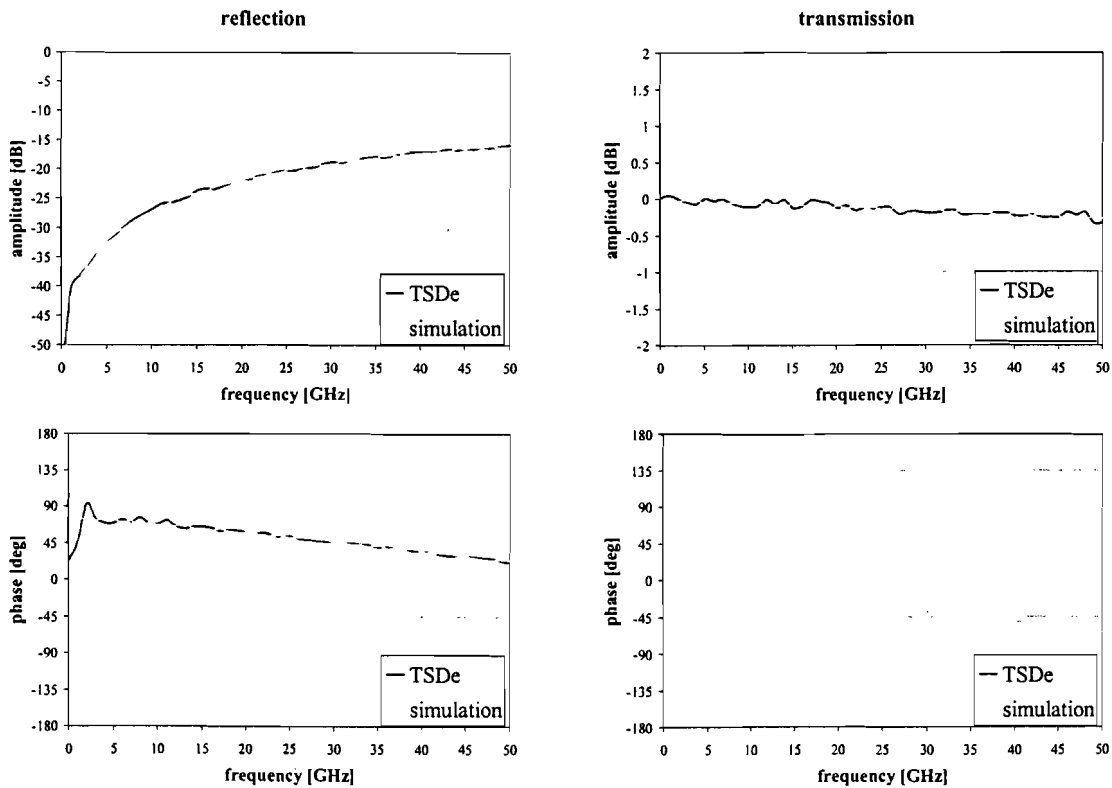 reflection
transmission
0
-5
-10
-15
-20
-25
-30
-35
-40
-45
-50
amplitude [dB]
TSDe
simulation
0 5 10 15 20 25 30 35 40 45 50
frequency [GHz]
2
1.5
1
0.5
0
-0.5
-1
-1.5
-2
amplitude [dB]
TSDe
simulation
0 5 10 15 20 25 30 35 40 45 50
frequency [GHz]
180
135
90
45
0
-45
-90
-135
-180
phase [deg]
TSDe
simulation
0 5 10 15 20 25 30 35 40 45 50
frequency [GHz]
180
135
90
45
0
-45
-90
-135
-180
phase [deg]
TSDe
simulation
0 5 10 15 20 25 30 35 40 45 50
frequency [GHz]